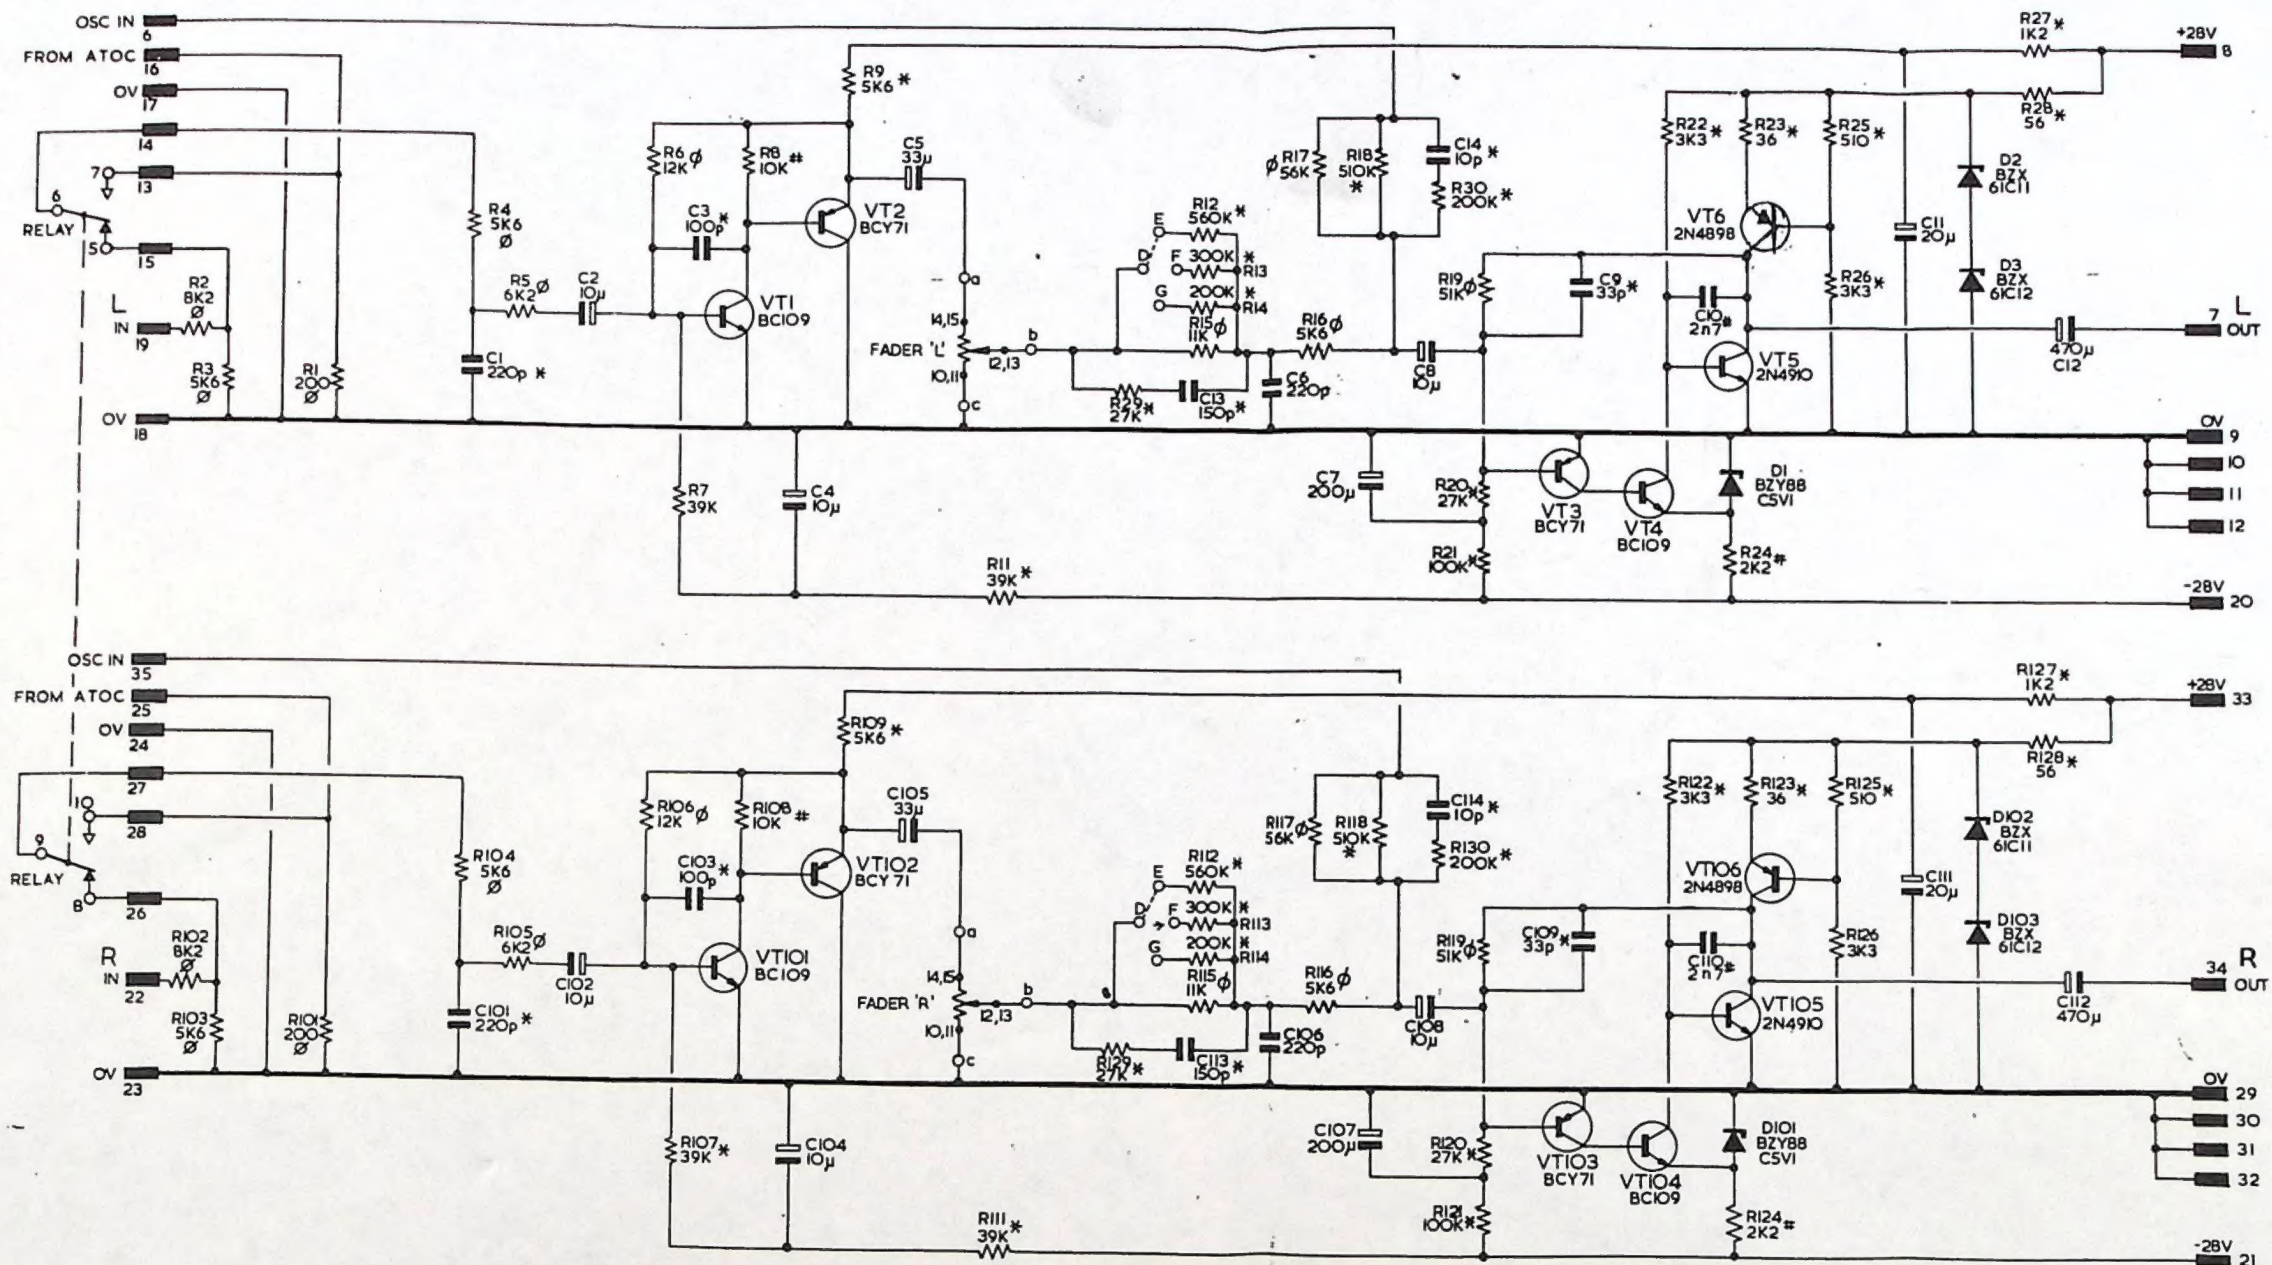 OSC IN
6
FROM ATOC
16
OV
17
14
7
13
6
RELAY
5
15
L
IN
19
R2
8K2
Ø
R3
5K6
Ø
R1
200
Ø
OV
18
R4
5K6
Ø
R5 Ø
6K2
C1
220p *
C2
10µ
R6 Ø
12K
R8 #
10K
C3 *
100p
VT1
BC109
R9 *
5K6
VT2
BCY71
C5
33µ
a
14,15
FADER 'L'
10,11
c
12,13
b
R7
39K
C4
10µ
R11 *
39K
D
E
F
G
R12 *
560K
300K *
R13
200K *
R14
R15 Ø
11K
R29 *
27K
C13 *
150p
C6
220p
R16 Ø
5K6
Ø R17
56K
R18
510K
*
C14 *
10p
R30 *
200K
C8
10µ
R19 Ø
51K
C9 *
33p
C7
200µ
R20 *
27K
R21 *
100K
VT3
BCY71
VT4
BC109
D1
BZY88
C5V1
R24 #
2K2
R22 *
3K3
R23 *
36
R25 *
510
VT6
2N4898
C10 #
2n7
VT5
2N4910
R26 *
3K3
C11
20µ
D2
BZX
61C11
D3
BZX
61C12
R27 *
1K2
R28 *
56
+28V
8
470µ
C12
7 L
OUT
OV
9
10
11
12
-28V
20
OSC IN
35
FROM ATOC
25
OV
24
27
10
28
9
RELAY
8
26
R
IN
22
R102
8K2
Ø
R103
5K6
Ø
R101
200
Ø
OV
23
R104
5K6
Ø
R105 Ø
6K2
C101
220p *
C102
10µ
R106 Ø
12K
R108 #
10K
C103 *
100p
VT101
BC109
R109 *
5K6
VT102
BCY71
C105
33µ
a
14,15
FADER 'R'
10,11
c
12,13
b
R107 *
39K
C104
10µ
R111 *
39K
D
E
F
G
R112 *
560K
300K *
R113
200K *
R114
R115 Ø
11K
R129 *
27K
C113 *
150p
C106
220p
R116 Ø
5K6
R117 Ø
56K
R118
510K
*
C114 *
10p
R130 *
200K
C108
10µ
R119 Ø
51K
C109 *
33p
C107
200µ
R120 *
27K
R121 *
100K
VT103
BCY71
VT104
BC109
D101
BZY88
C5V1
R124 #
2K2
R122 *
3K3
R123 *
36
R125 *
510
VT106
2N4898
C110 #
2n7
VT105
2N4910
R126
3K3
C111
20µ
D102
BZX
61C11
D103
BZX
61C12
R127 *
1K2
R128 *
56
+28V
33
C112
470µ
34 R
OUT
OV
29
30
31
32
-28V
21